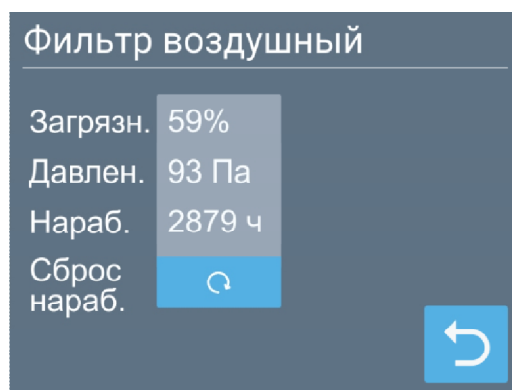 Фильтр воздушный
Загрязн. 59%
Давлен. 93 Па
Нараб. 2879 ч
Сброс
нараб.